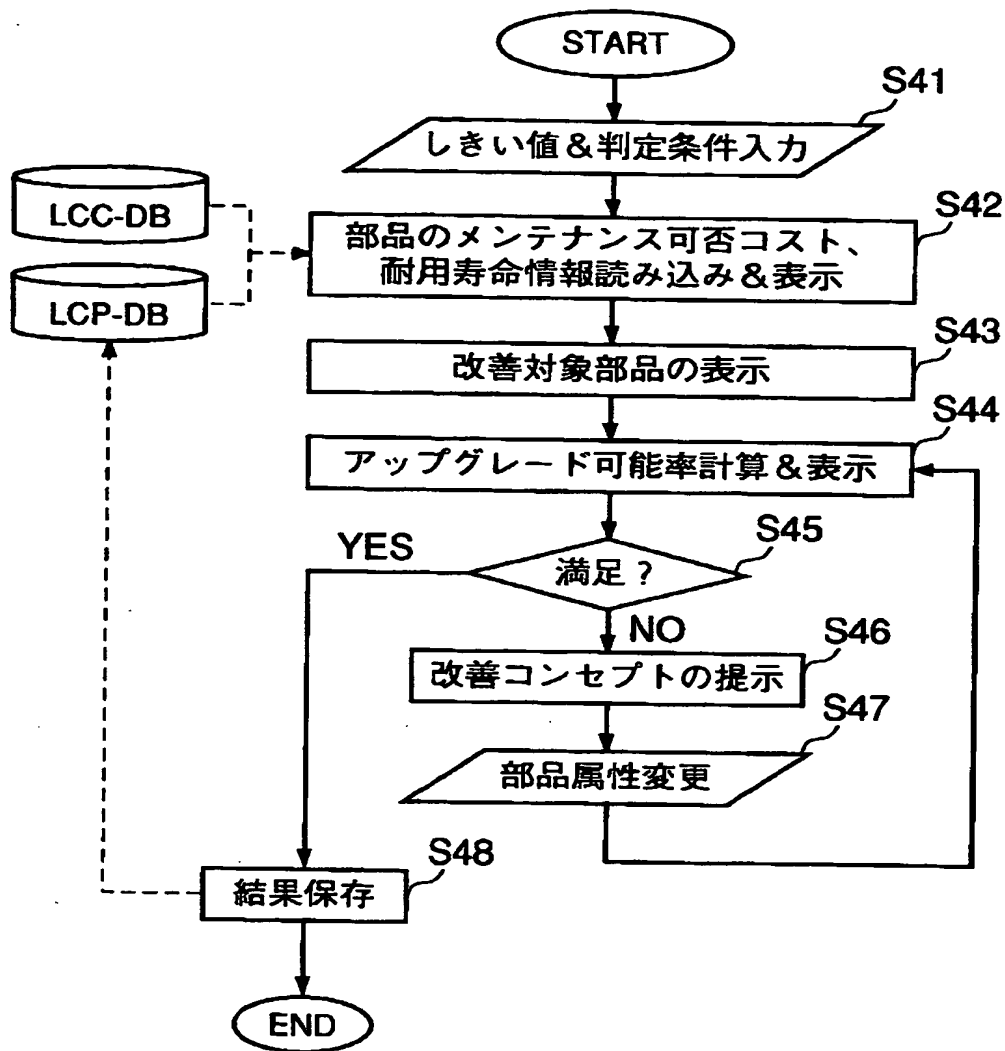 START
S41
しきい値&判定条件入力
LCC-DB
LCP-DB
S42
部品のメンテナンス可否コスト、
耐用寿命情報読み込み&表示
S43
改善対象部品の表示
S44
アップグレード可能率計算&表示
S45
YES
満足?
NO
S46
改善コンセプトの提示
S47
部品属性変更
S48
結果保存
END